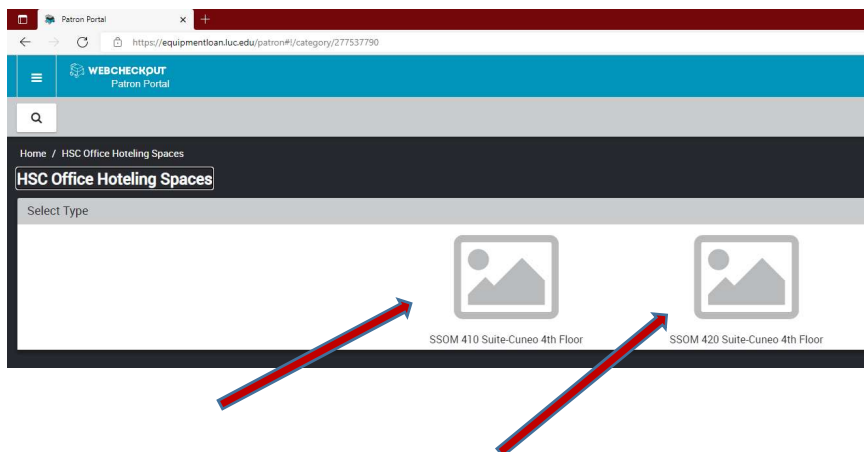 Patron Portal
https://equipmentloan.luc.edu/patron#!/category/277537790
WEBCHECKOUT
Patron Portal
Home / HSC Office Hoteling Spaces
HSC Office Hoteling Spaces
Select Type
SSOM 410 Suite-Cuneo 4th Floor
SSOM 420 Suite-Cuneo 4th Floor